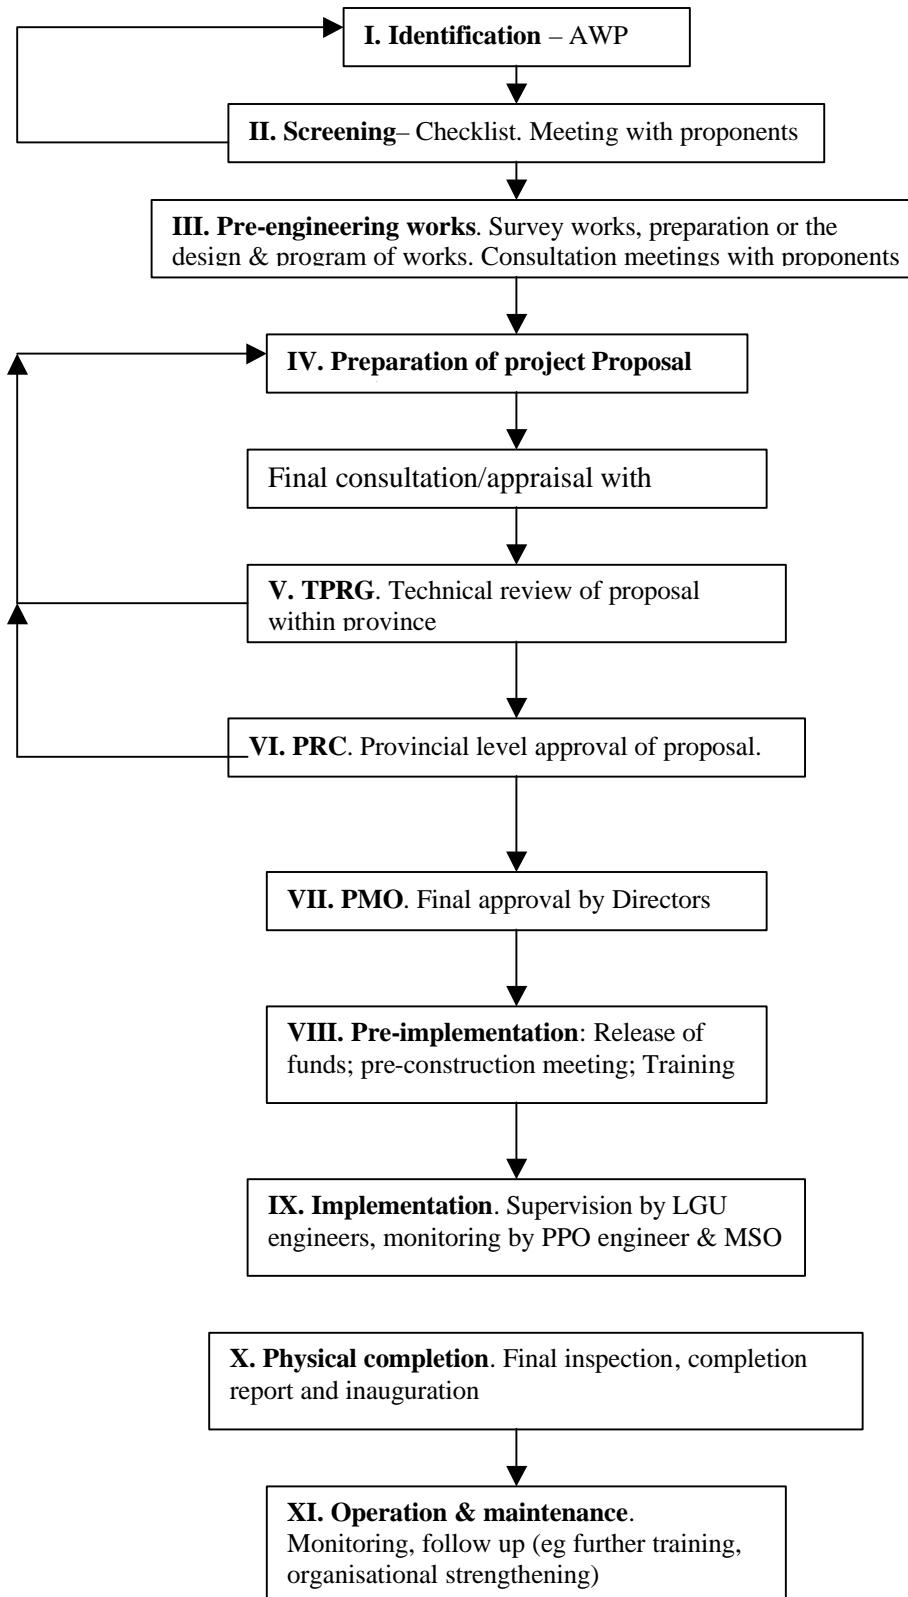 I. Identification – AWP
II. Screening– Checklist. Meeting with proponents
III. Pre-engineering works. Survey works, preparation or the
design & program of works. Consultation meetings with proponents
IV. Preparation of project Proposal
Final consultation/appraisal with
V. TPRG. Technical review of proposal
within province
VI. PRC. Provincial level approval of proposal.
VII. PMO. Final approval by Directors
VIII. Pre-implementation: Release of
funds; pre-construction meeting; Training
IX. Implementation. Supervision by LGU
engineers, monitoring by PPO engineer & MSO
X. Physical completion. Final inspection, completion
report and inauguration
XI. Operation & maintenance.
Monitoring, follow up (eg further training,
organisational strengthening)